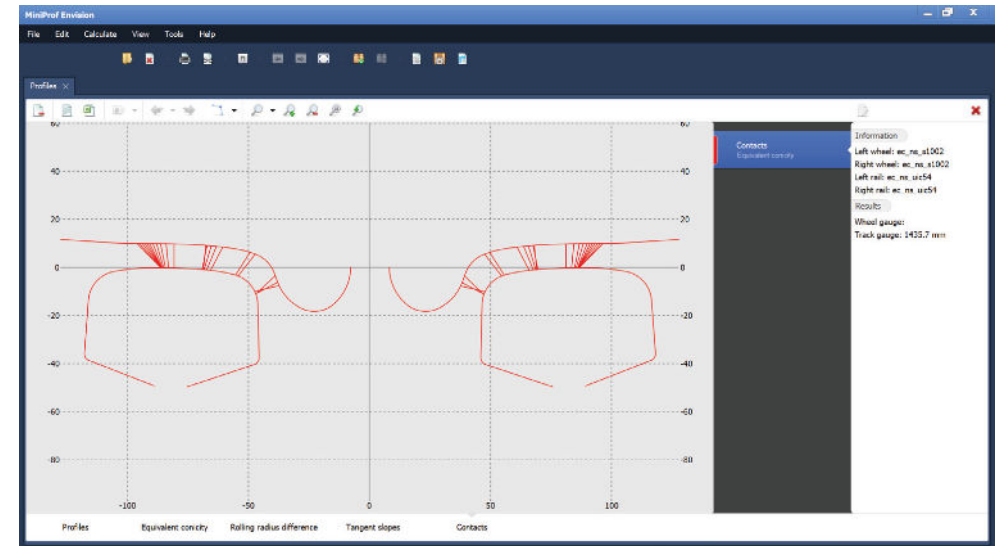 MiniProf Envision
File Edit Calculate View Tools Help
Profiles
60 60
40 40
20 20
0 0
-20 -20
-40 -40
-60 -60
-80 -80
-100 -50 0 50 100
Contacts
Equivalent conicity
Information
Left wheel: ec_ns_s1002
Right wheel: ec_ns_s1002
Left rail: ec_ns_uic54
Right rail: ec_ns_uic54
Results
Wheel gauge:
Track gauge: 1435.7 mm
Profiles Equivalent conicity Rolling radius difference Tangent slopes Contacts